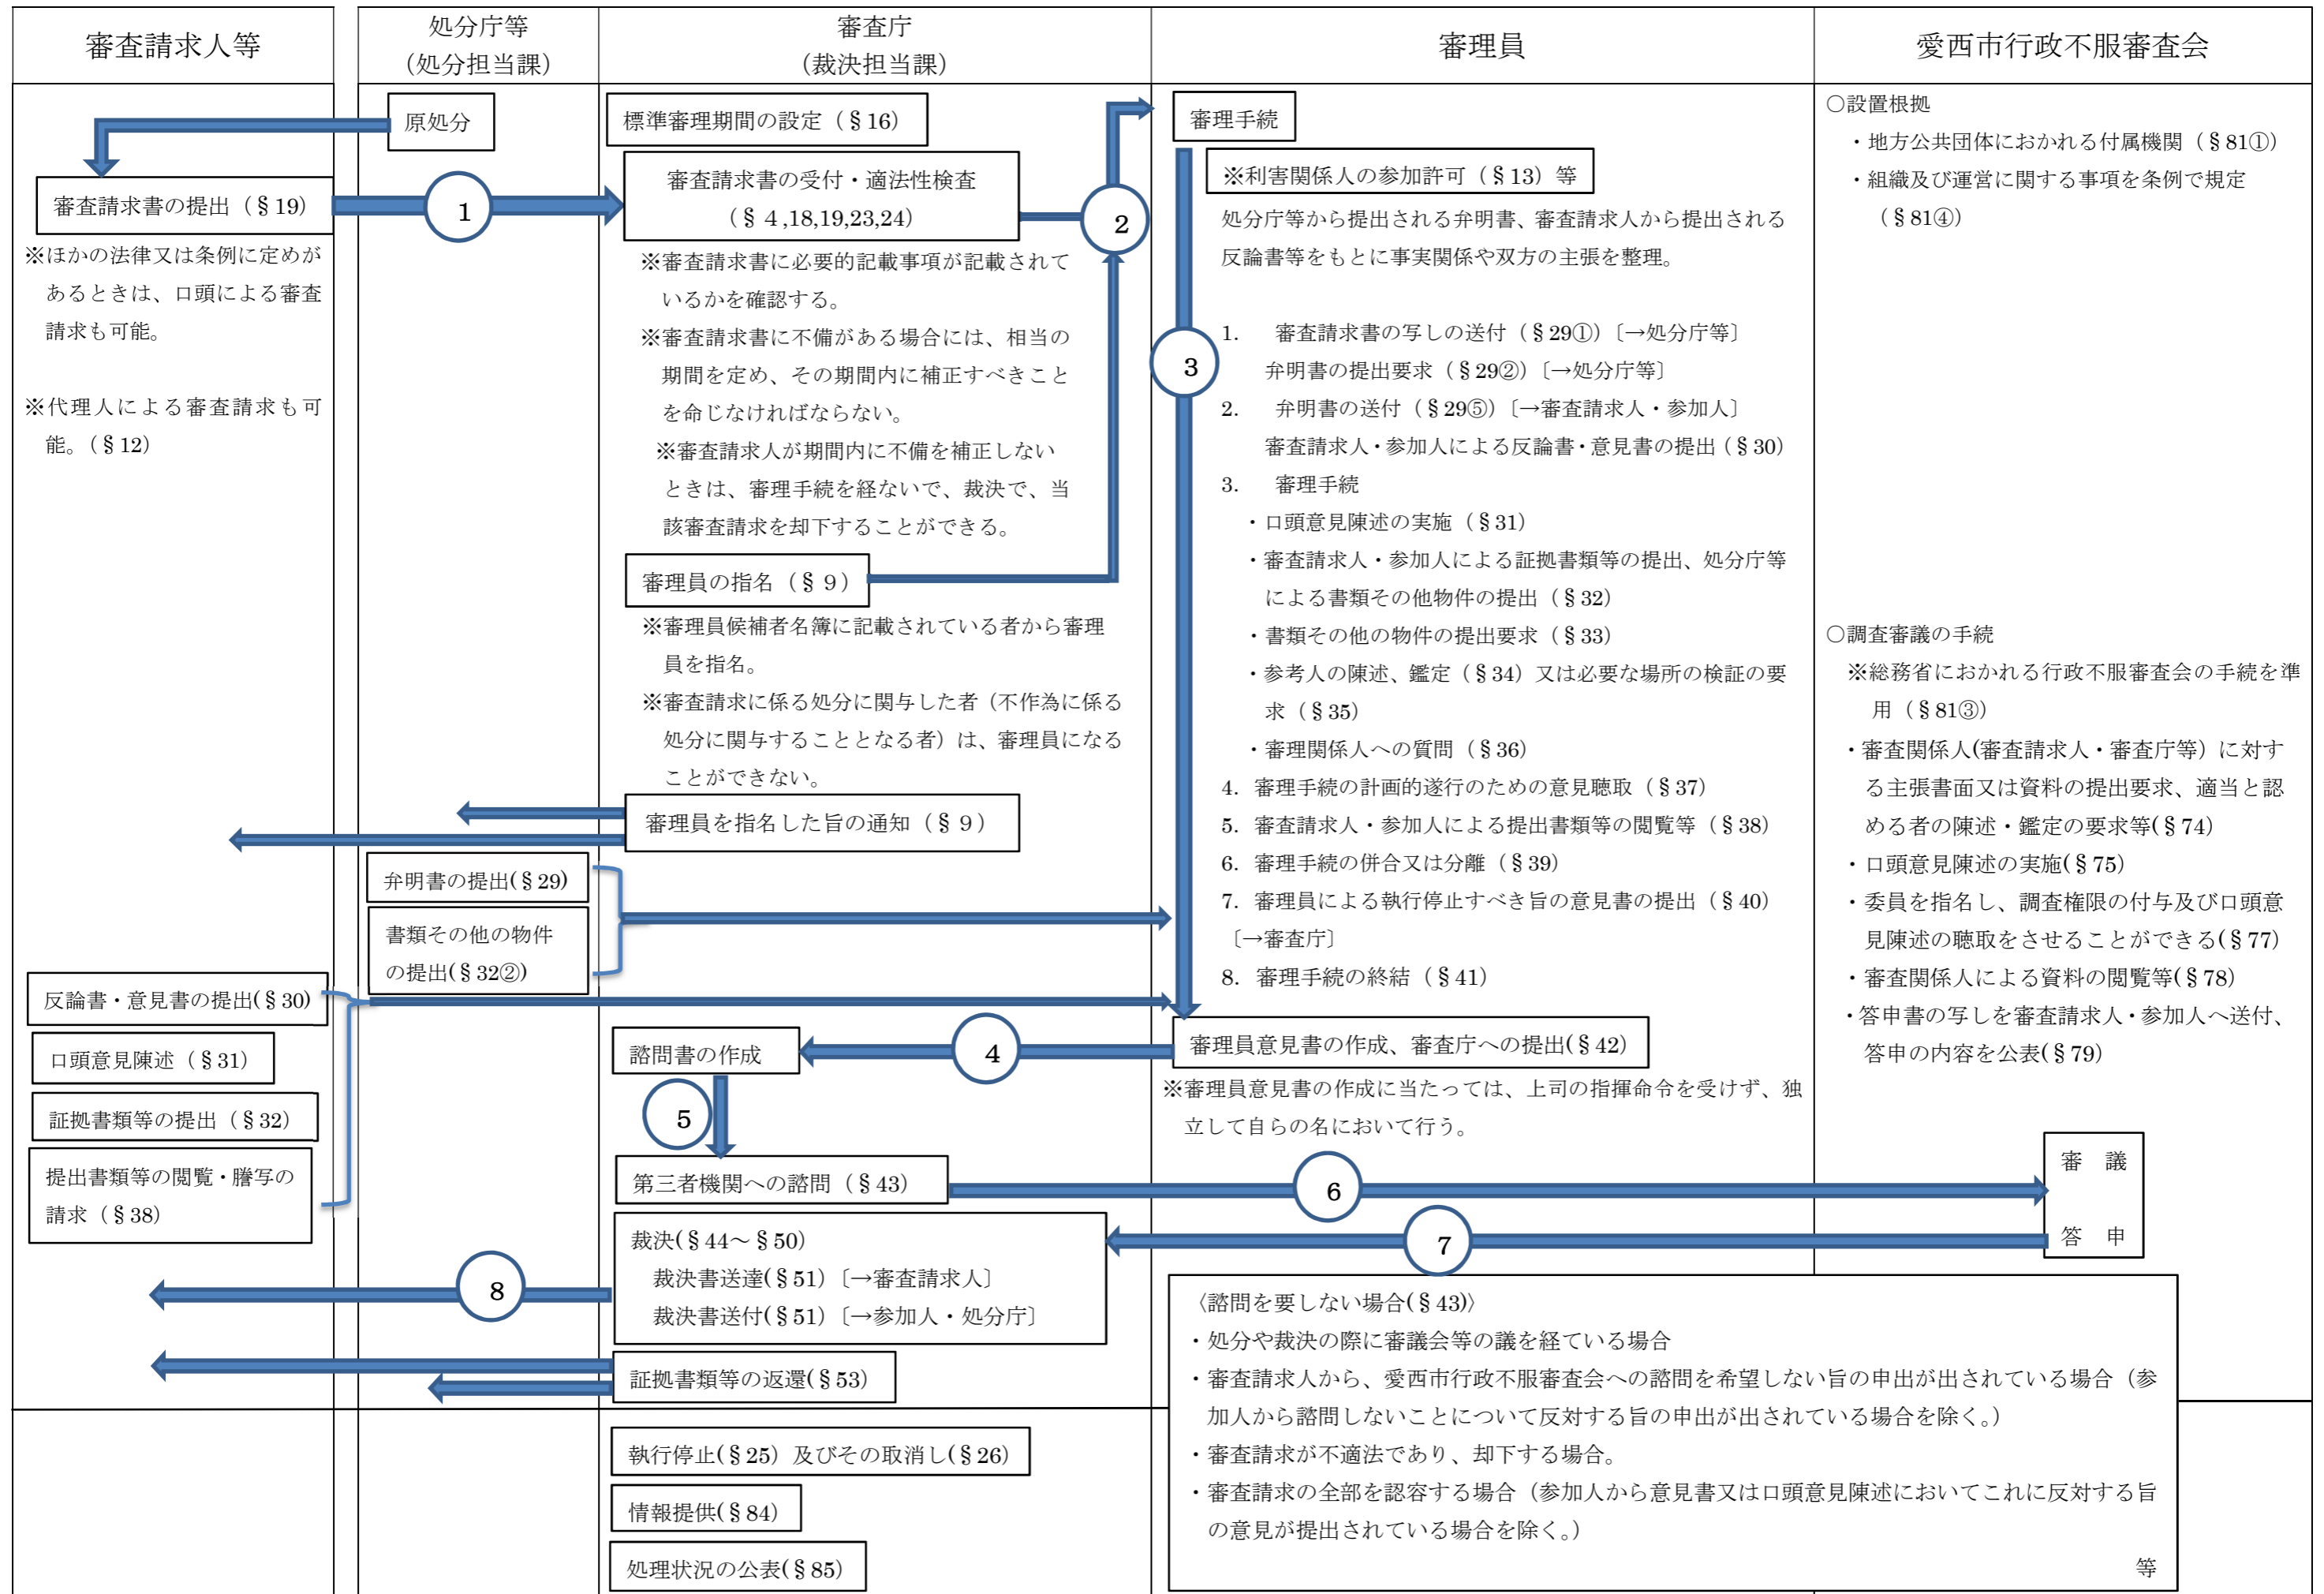 審査請求人等
処分庁等
(処分担当課)
審査庁
(裁決担当課)
審理員
愛西市行政不服審査会
原処分
審査請求書の提出(§19)
※ほかの法律又は条例に定めが
あるときは、口頭による審査
請求も可能。
※代理人による審査請求も可
能。(§12)
1
標準審理期間の設定(§16)
審査請求書の受付・適法性検査
(§4,18,19,23,24)
2
※審査請求書に必要的記載事項が記載されて
いるかを確認する。
※審査請求書に不備がある場合には、相当の
期間を定め、その期間内に補正すべきこと
を命じなければならない。
※審査請求人が期間内に不備を補正しない
ときは、審理手続を経ないで、裁決で、当
該審査請求を却下することができる。
審理員の指名(§9)
※審理員候補者名簿に記載されている者から審理
員を指名。
※審査請求に係る処分に関与した者(不作為に係る
処分に関与することとなる者)は、審理員になる
ことができない。
審理員を指名した旨の通知(§9)
弁明書の提出(§29)
書類その他の物件
の提出(§32②)
反論書・意見書の提出(§30)
口頭意見陳述(§31)
証拠書類等の提出(§32)
提出書類等の閲覧・謄写の
請求(§38)
審理手続
※利害関係人の参加許可(§13)等
処分庁等から提出される弁明書、審査請求人から提出される
反論書等をもとに事実関係や双方の主張を整理。
3
1. 審査請求書の写しの送付(§29①)〔→処分庁等〕
弁明書の提出要求(§29②)〔→処分庁等〕
2. 弁明書の送付(§29⑤)〔→審査請求人・参加人〕
審査請求人・参加人による反論書・意見書の提出(§30)
3. 審理手続
・口頭意見陳述の実施(§31)
・審査請求人・参加人による証拠書類等の提出、処分庁等
による書類その他物件の提出(§32)
・書類その他の物件の提出要求(§33)
・参考人の陳述、鑑定(§34)又は必要な場所の検証の要
求(§35)
・審理関係人への質問(§36)
4. 審理手続の計画的遂行のための意見聴取(§37)
5. 審査請求人・参加人による提出書類等の閲覧等(§38)
6. 審理手続の併合又は分離(§39)
7. 審理員による執行停止すべき旨の意見書の提出(§40)
〔→審査庁〕
8. 審理手続の終結(§41)
審理員意見書の作成、審査庁への提出(§42)
※審理員意見書の作成に当たっては、上司の指揮命令を受けず、独
立して自らの名において行う。
4
諮問書の作成
5
第三者機関への諮問(§43)
6
7
裁決(§44～§50)
裁決書送達(§51)〔→審査請求人〕
裁決書送付(§51)〔→参加人・処分庁〕
8
証拠書類等の返還(§53)
執行停止(§25)及びその取消し(§26)
情報提供(§84)
処理状況の公表(§85)
○設置根拠
・地方公共団体におかれる付属機関(§81①)
・組織及び運営に関する事項を条例で規定
(§81④)
○調査審議の手続
※総務省におかれる行政不服審査会の手続を準
用(§81③)
・審査関係人(審査請求人・審査庁等)に対す
る主張書面又は資料の提出要求、適当と認
める者の陳述・鑑定の要求等(§74)
・口頭意見陳述の実施(§75)
・委員を指名し、調査権限の付与及び口頭意
見陳述の聴取をさせることができる(§77)
・審査関係人による資料の閲覧等(§78)
・答申書の写しを審査請求人・参加人へ送付、
答申の内容を公表(§79)
審 議
答 申
〈諮問を要しない場合(§43)〉
・処分や裁決の際に審議会等の議を経ている場合
・審査請求人から、愛西市行政不服審査会への諮問を希望しない旨の申出が出されている場合(参
加人から諮問しないことについて反対する旨の申出が出されている場合を除く。)
・審査請求が不適法であり、却下する場合。
・審査請求の全部を認容する場合(参加人から意見書又は口頭意見陳述においてこれに反対する旨
の意見が提出されている場合を除く。)
等